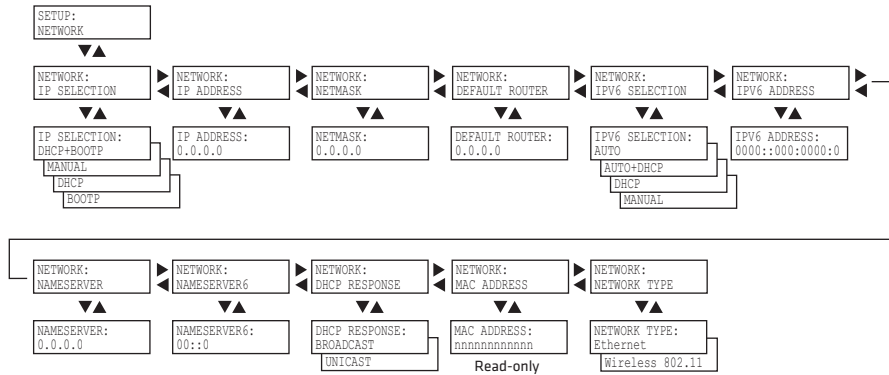 SETUP:
NETWORK
NETWORK:
IP SELECTION
NETWORK:
IP ADDRESS
NETWORK:
NETMASK
NETWORK:
DEFAULT ROUTER
NETWORK:
IPV6 SELECTION
NETWORK:
IPV6 ADDRESS
IP SELECTION:
DHCP+BOOTP
MANUAL
DHCP
BOOTP
IP ADDRESS:
0.0.0.0
NETMASK:
0.0.0.0
DEFAULT ROUTER:
0.0.0.0
IPV6 SELECTION:
AUTO
AUTO+DHCP
DHCP
MANUAL
IPV6 ADDRESS:
0000::000:0000:0
NETWORK:
NAMESERVER
NETWORK:
NAMESERVER6
NETWORK:
DHCP RESPONSE
NETWORK:
MAC ADDRESS
NETWORK:
NETWORK TYPE
NAMESERVER:
0.0.0.0
NAMESERVER6:
00::0
DHCP RESPONSE:
BROADCAST
UNICAST
MAC ADDRESS:
nnnnnnnnnnnn
Read-only
NETWORK TYPE:
Ethernet
Wireless 802.11